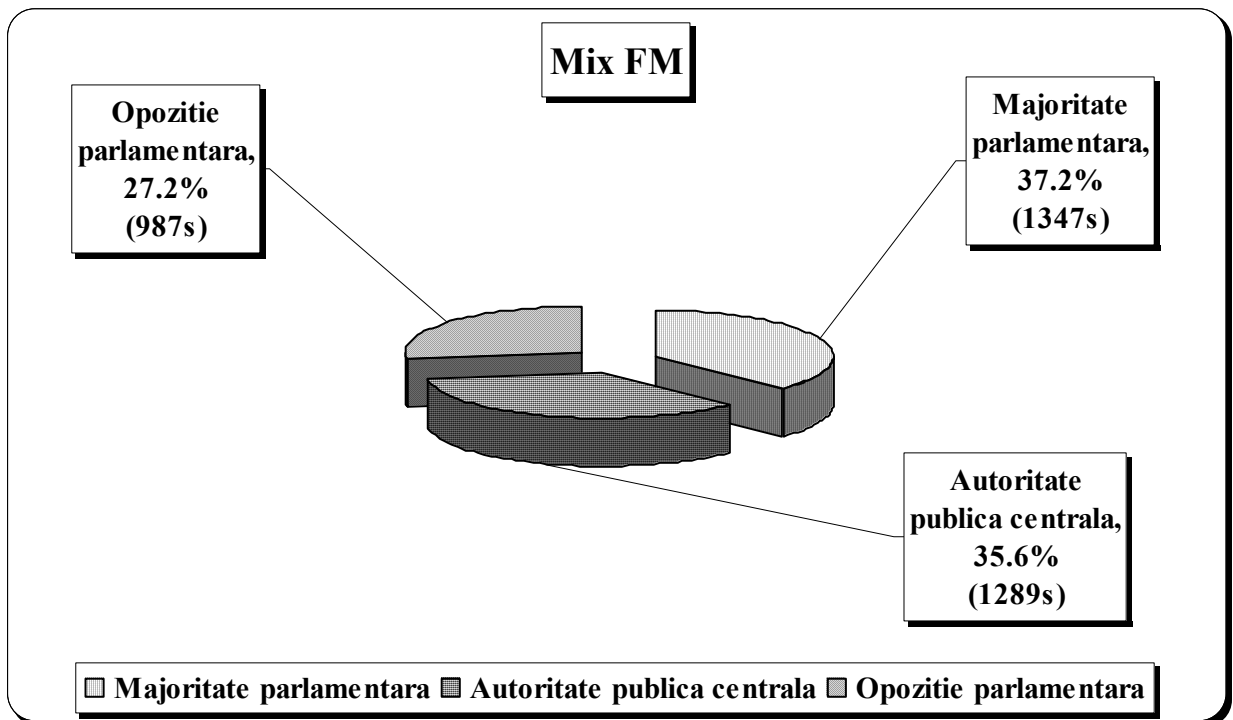 Mix FM
Opozitie
parlamentara,
27.2%
(987s)
Majoritate
parlamentara,
37.2%
(1347s)
Autoritate
publica centrala,
35.6%
(1289s)
Majoritate parlamentara Autoritate publica centrala Opozitie parlamentara